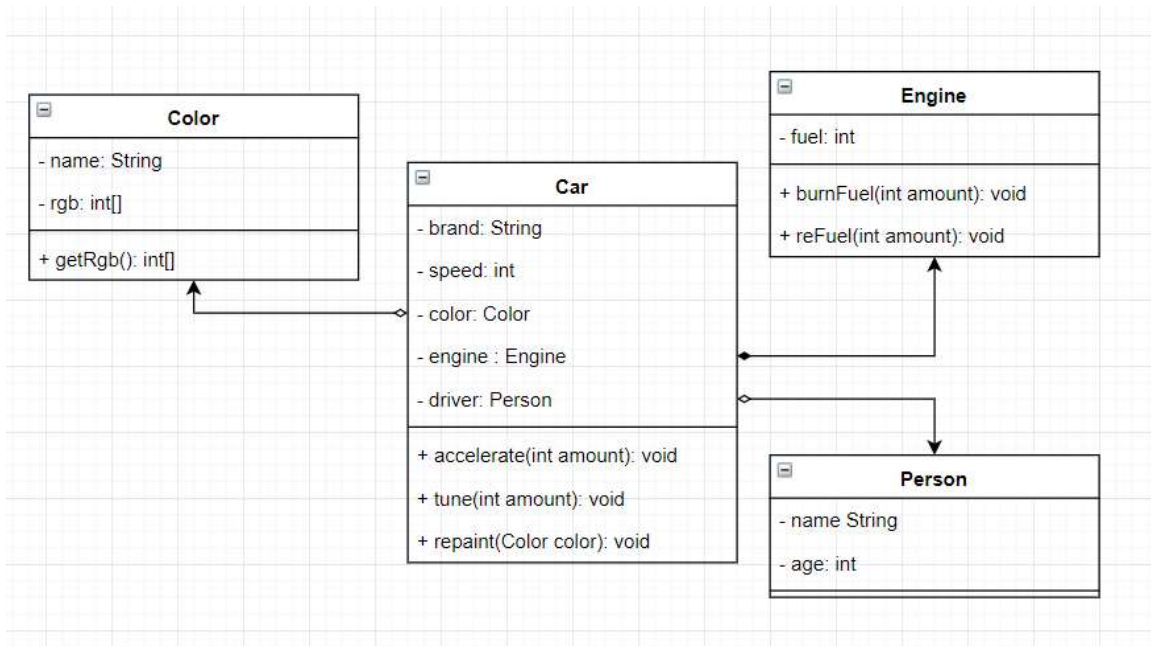 Color
- name: String
- rgb: int[]
+ getRgb(): int[]
Car
- brand: String
- speed: int
- color: Color
- engine : Engine
- driver: Person
+ accelerate(int amount): void
+ tune(int amount): void
+ repaint(Color color): void
Engine
- fuel: int
+ burnFuel(int amount): void
+ reFuel(int amount): void
Person
- name String
- age: int